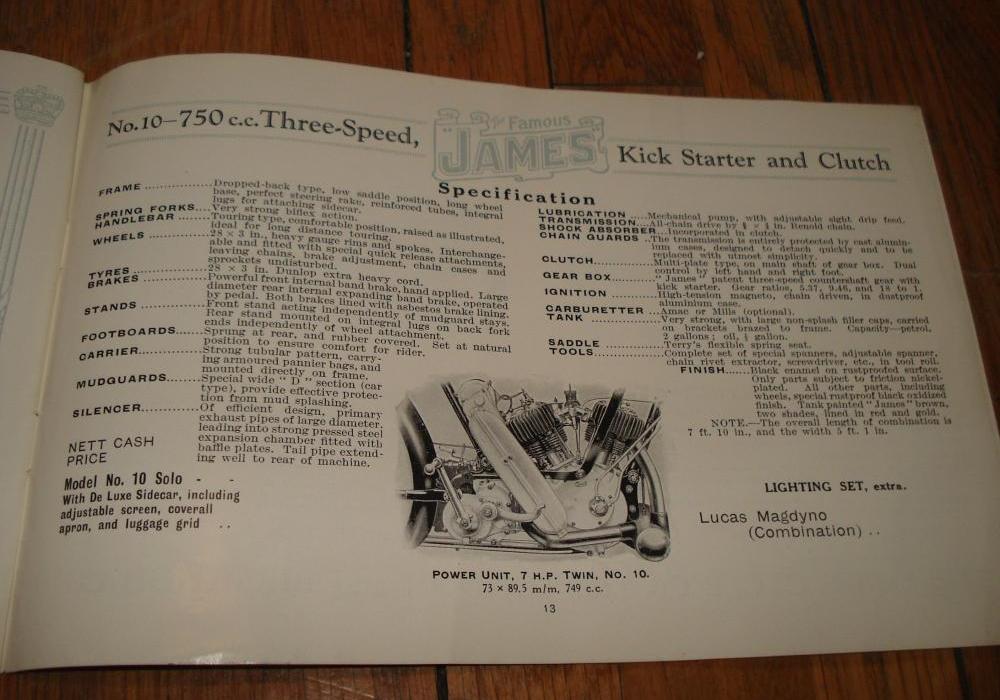 No.10—750 c.c. Three-Speed,
The Famous
"JAMES"
Kick Starter and Clutch
Specification
FRAME ............Dropped-back type, low saddle position, long wheel
base, perfect steering rake, reinforced tubes, integral
lugs for attaching sidecar.
SPRING FORKS....Very strong biflex action.
HANDLEBAR .......Touring type, comfortable position, raised as illustrated,
ideal for long distance touring.
WHEELS ...........28 × 3 in., heavy gauge rims and spokes. Interchange-
able and fitted with special quick release attachments,
leaving chains, brake adjustment, chain cases and
sprockets undisturbed.
TYRES .............28 × 3 in. Dunlop extra heavy cord.
BRAKES ...........Powerful front internal band brake, hand applied. Large
diameter rear internal expanding band brake, operated
by pedal. Both brakes lined with asbestos brake lining.
STANDS ...........Front stand acting independently of mudguard stays.
Rear stand mounted on integral lugs on back fork
ends independently of wheel attachment.
FOOTBOARDS......Sprung at rear, and rubber covered. Set at natural
position to ensure comfort for rider.
CARRIER...........Strong tubular pattern, carry-
ing armoured pannier bags, and
mounted directly on frame.
MUDGUARDS.......Special wide "D" section (car
type), provide effective protec-
tion from mud splashing.
SILENCER...........Of efficient design, primary
exhaust pipes of large diameter,
leading into strong pressed steel
expansion chamber fitted with
baffle plates. Tail pipe extend-
ing well to rear of machine.
NETT CASH
PRICE
Model No. 10 Solo - -
With De Luxe Sidecar, including
adjustable screen, coverall
apron, and luggage grid ..
LUBRICATION ....Mechanical pump, with adjustable sight drip feed.
TRANSMISSION....All-chain drive by in. Renold chain.
SHOCK ABSORBER..Incorporated in clutch.
CHAIN GUARDS ..The transmission is entirely protected by cast alumin-
ium cases, designed to detach quickly and to be
replaced with utmost simplicity.
CLUTCH............Multi-plate type, on main shaft of gear box. Dual
control by left hand and right foot.
GEAR BOX........."James" patent three-speed countershaft gear with
kick starter. Gear ratios, 5.37, 9.46, and 18 to 1.
IGNITION .........High-tension magneto, chain driven, in dustproof
aluminium case.
CARBURETTER ...Amac or Mills (optional).
TANK .............Very strong, with large non-splash filler caps, carried
on brackets brazed to frame. Capacity—petrol,
2 gallons; oil, gallon.
SADDLE ...........Terry's flexible spring seat.
TOOLS.............Complete set of special spanners, adjustable spanner,
chain rivet extractor, screwdriver, etc., in tool roll.
FINISH......Black enamel on rustproofed surface.
Only parts subject to friction nickel-
plated. All other parts, including
wheels, special rustproof black oxidized
finish. Tank painted "James" brown,
two shades, lined in red and gold.
NOTE.—The overall length of combination is
7 ft. 10 in., and the width 5 ft. 1 in.
LIGHTING SET, extra.
Lucas Magdyno
(Combination) ..
POWER UNIT, 7 H.P. TWIN, No. 10.
73 × 89.5 m/m, 749 c.c.
13